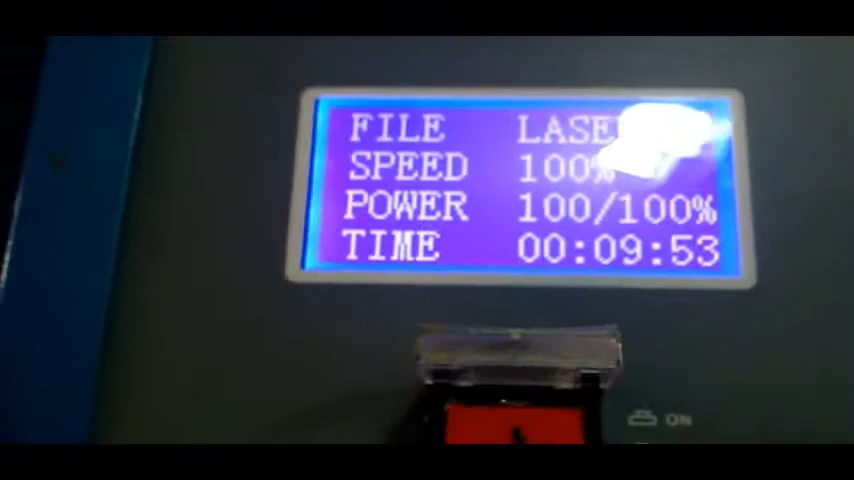 FILE LASE
SPEED 100%
POWER 100/100%
TIME 00:09:53
ON